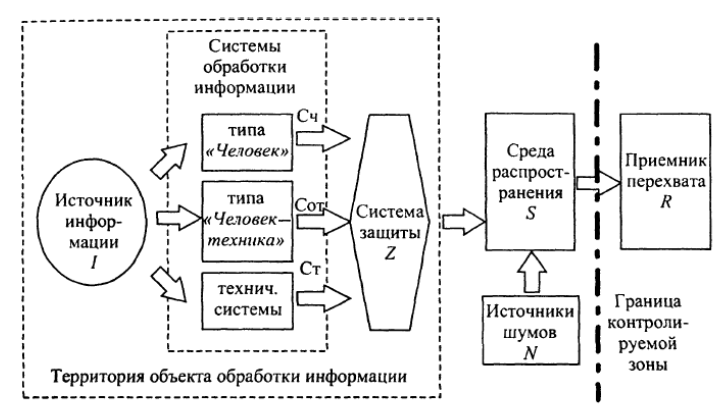 Системы
обработки
информации
Сч
типа
«Человек»
Источник
инфор-
мации
I
типа
«Человек—
техника»
Сот
технич.
системы
Ст
Система
защиты
Z
Среда
распрост-
ранения
S
Приемник
перехвата
R
Источники
шумов
N
Граница
контроли-
руемой
зоны
Территория объекта обработки информации